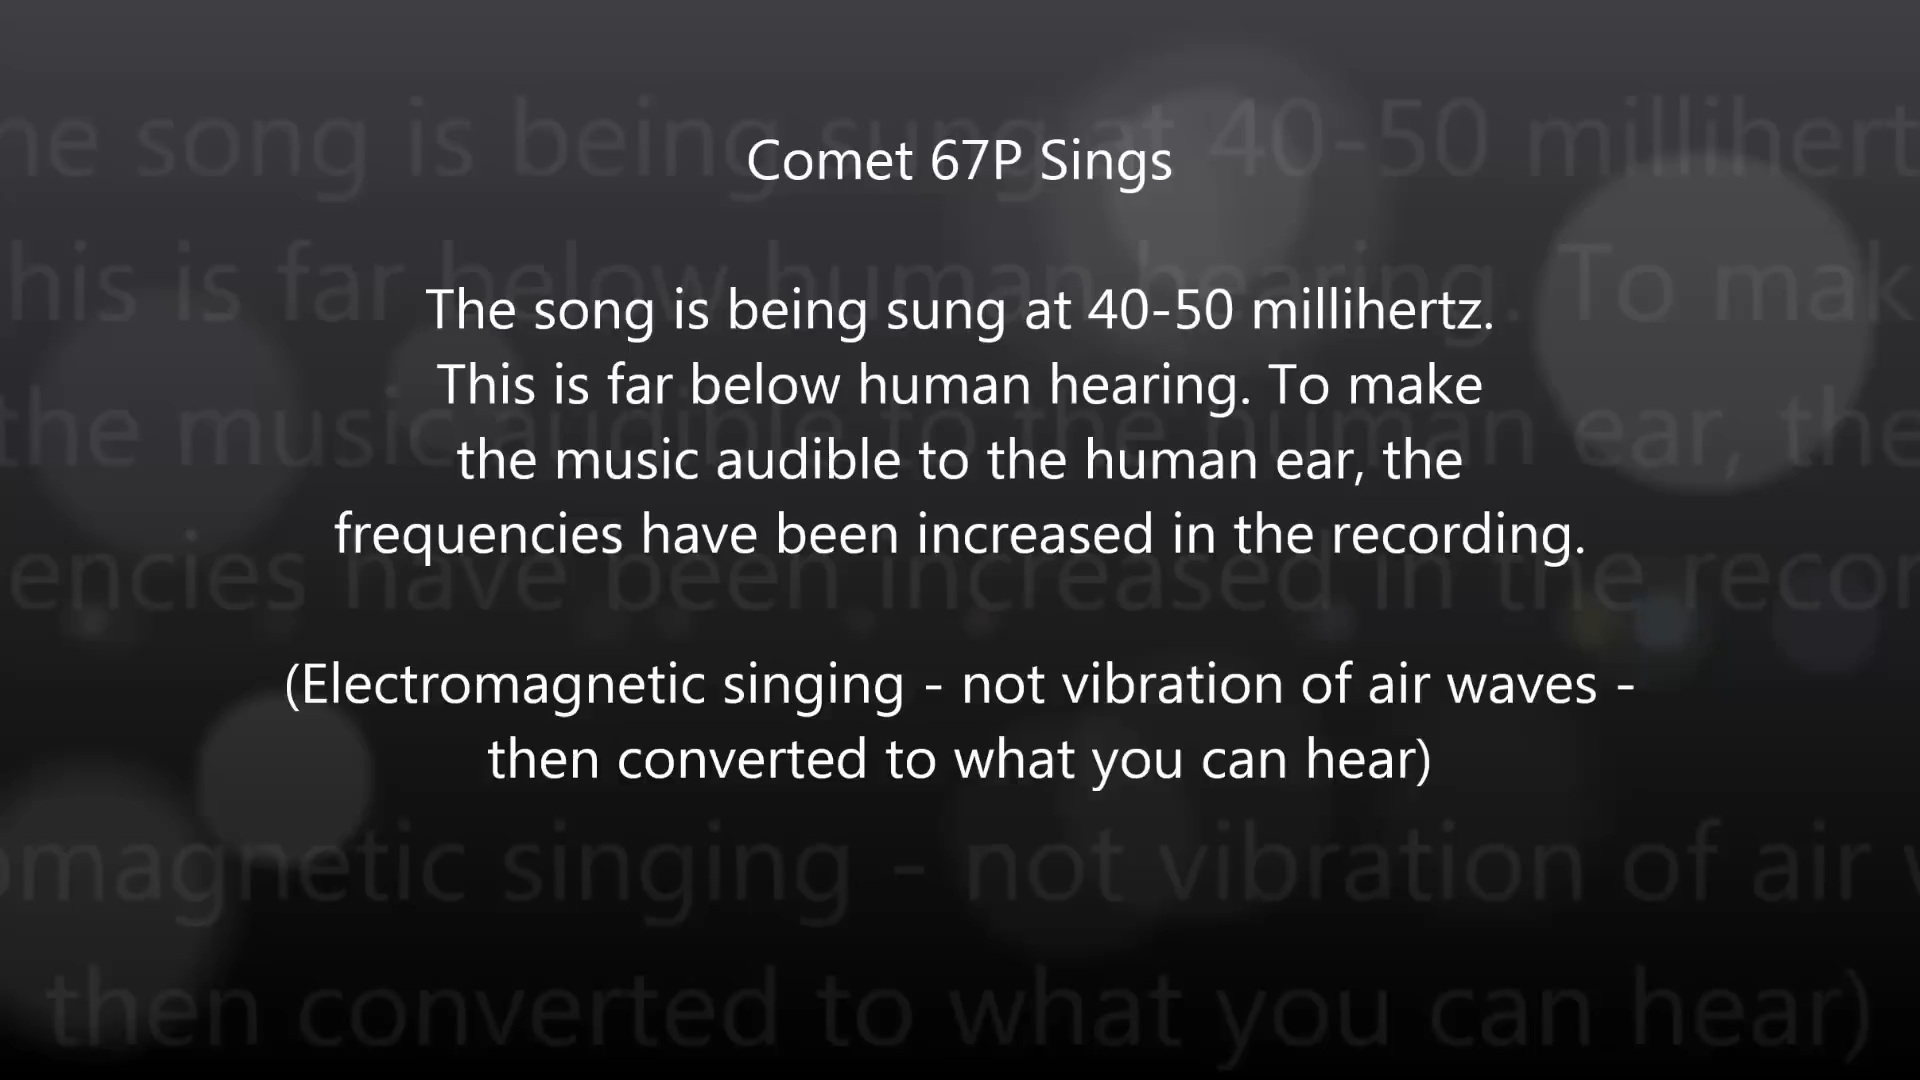 Comet 67P Sings
The song is being sung at 40-50 millihertz.
This is far below human hearing. To make
the music audible to the human ear, the
frequencies have been increased in the recording.
(Electromagnetic singing - not vibration of air waves -
then converted to what you can hear)